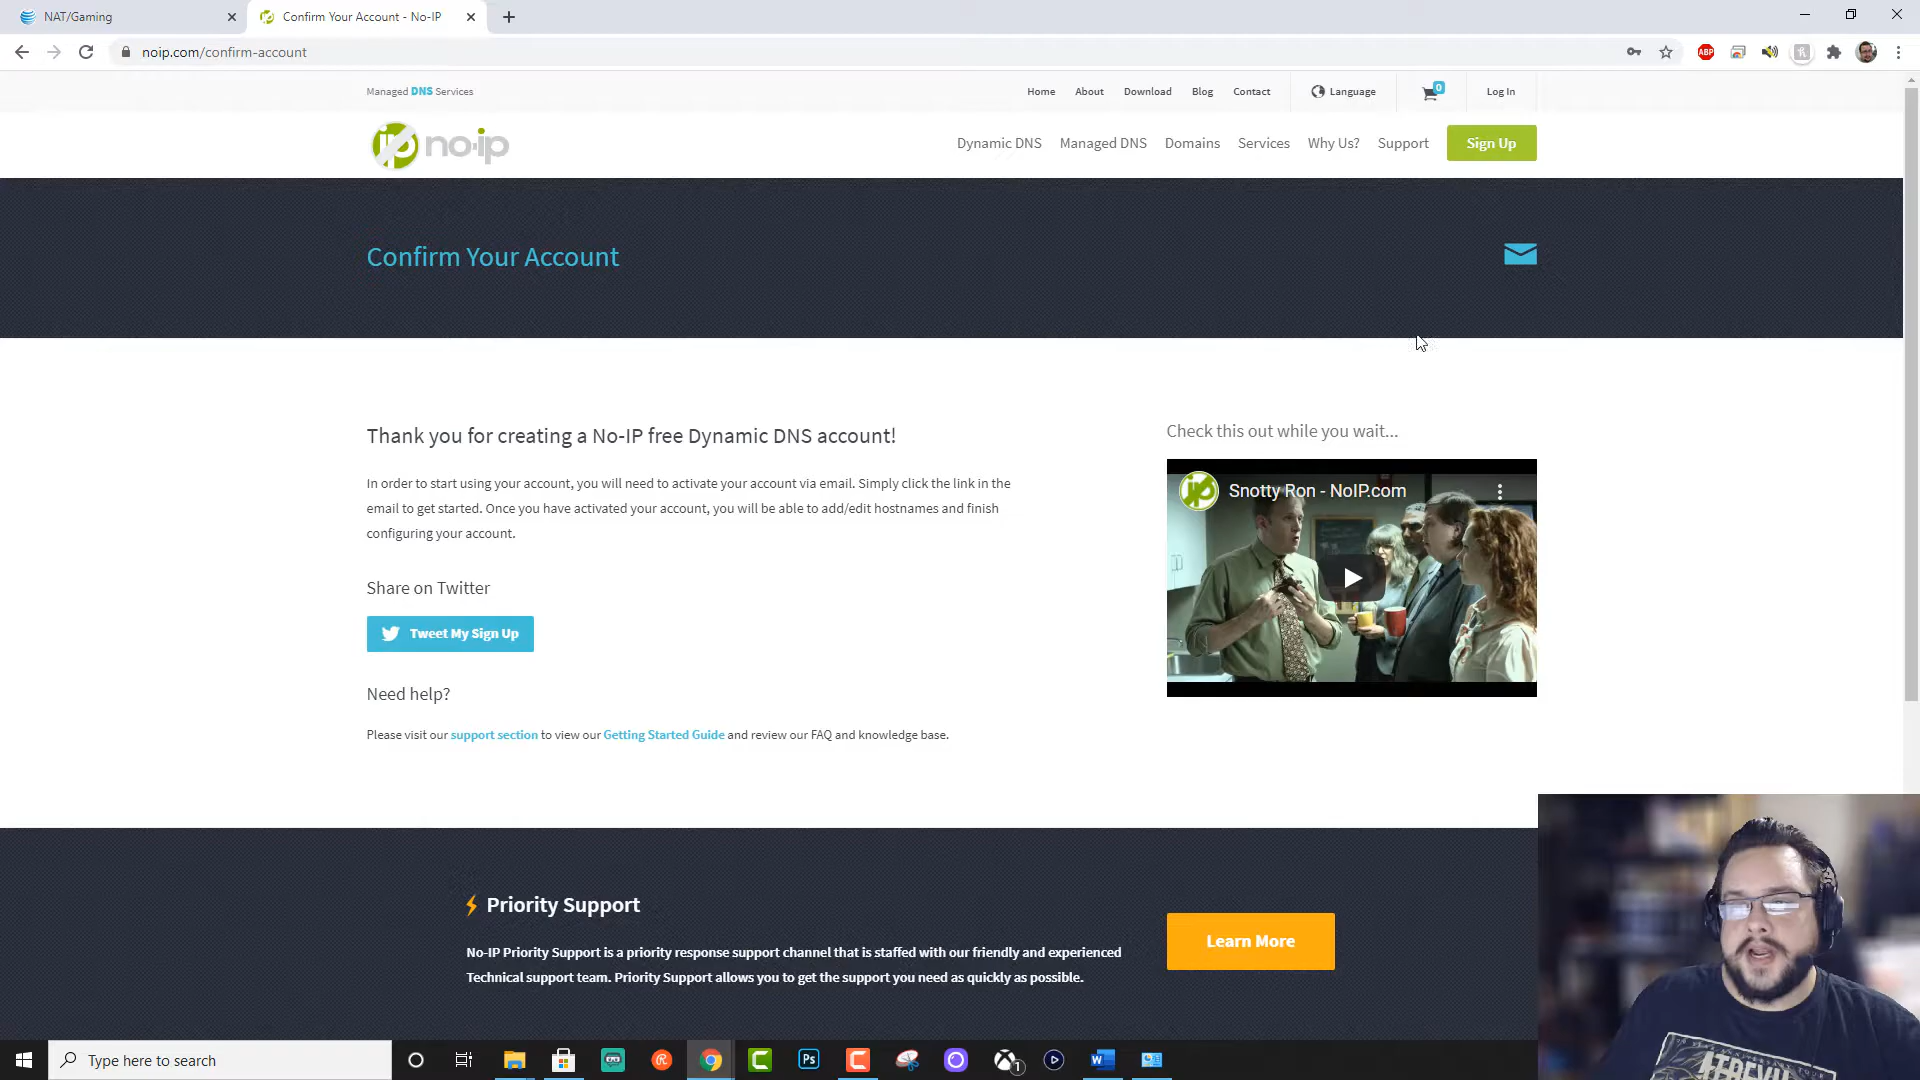 NAT/Gaming
Confirm Your Account - No-IP
noip.com/confirm-account
ABP
Managed DNS Services
Home
About
Download
Blog
Contact
Language
0
Log In
ip no-ip
Dynamic DNS
Managed DNS
Domains
Services
Why Us?
Support
Sign Up
Confirm Your Account
Thank you for creating a No-IP free Dynamic DNS account!
In order to start using your account, you will need to activate your account via email. Simply click the link in the
email to get started. Once you have activated your account, you will be able to add/edit hostnames and finish
configuring your account.
Share on Twitter
Tweet My Sign Up
Need help?
Please visit our support section to view our Getting Started Guide and review our FAQ and knowledge base.
Check this out while you wait...
ip
Snotty Ron - NoIP.com
Priority Support
No-IP Priority Support is a priority response support channel that is staffed with our friendly and experienced
Technical support team. Priority Support allows you to get the support you need as quickly as possible.
Learn More
Type here to search
Ps
1
W